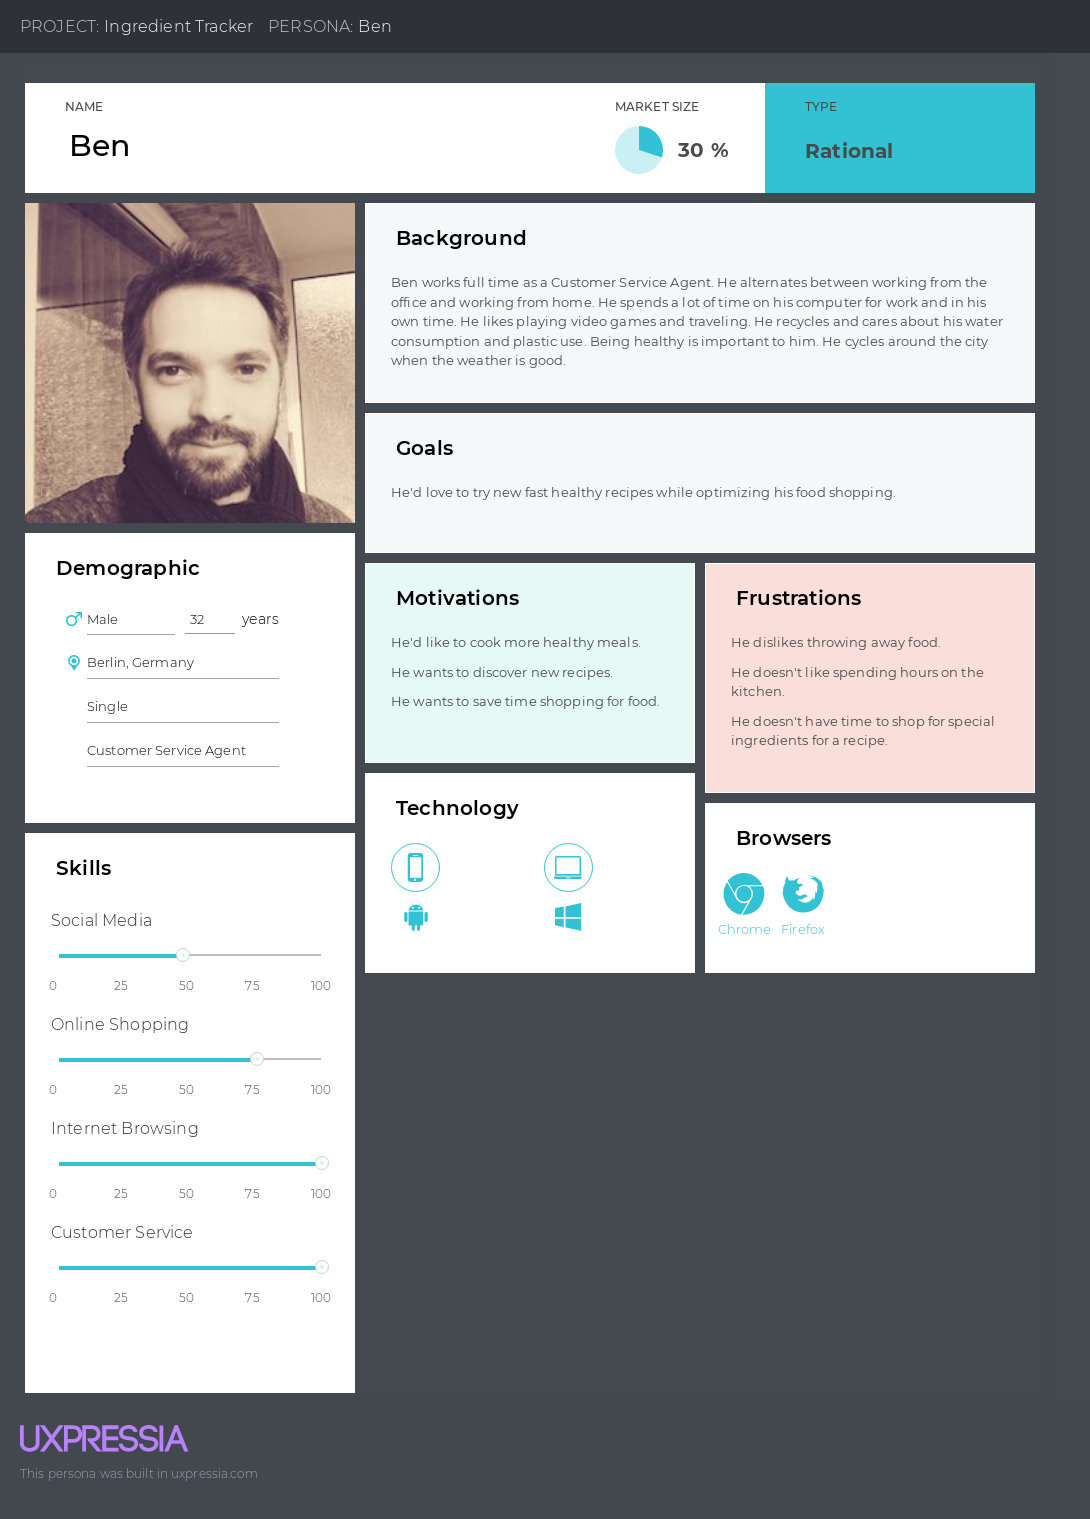 PROJECT: Ingredient Tracker PERSONA: Ben
NAME
Ben
MARKET SIZE
30 %
TYPE
Rational
Background
Ben works full time as a Customer Service Agent. He alternates between working from the
office and working from home. He spends a lot of time on his computer for work and in his
own time. He likes playing video games and traveling. He recycles and cares about his water
consumption and plastic use. Being healthy is important to him. He cycles around the city
when the weather is good.
Goals
He'd love to try new fast healthy recipes while optimizing his food shopping.
Demographic
Male 32 years
Berlin, Germany
Single
Customer Service Agent
Motivations
He'd like to cook more healthy meals.
He wants to discover new recipes.
He wants to save time shopping for food.
Frustrations
He dislikes throwing away food.
He doesn't like spending hours on the
kitchen.
He doesn't have time to shop for special
ingredients for a recipe.
Technology
Browsers
Chrome Firefox
Skills
Social Media
0 25 50 75 100
Online Shopping
0 25 50 75 100
Internet Browsing
0 25 50 75 100
Customer Service
0 25 50 75 100
UXPRESSIA
This persona was built in uxpressia.com